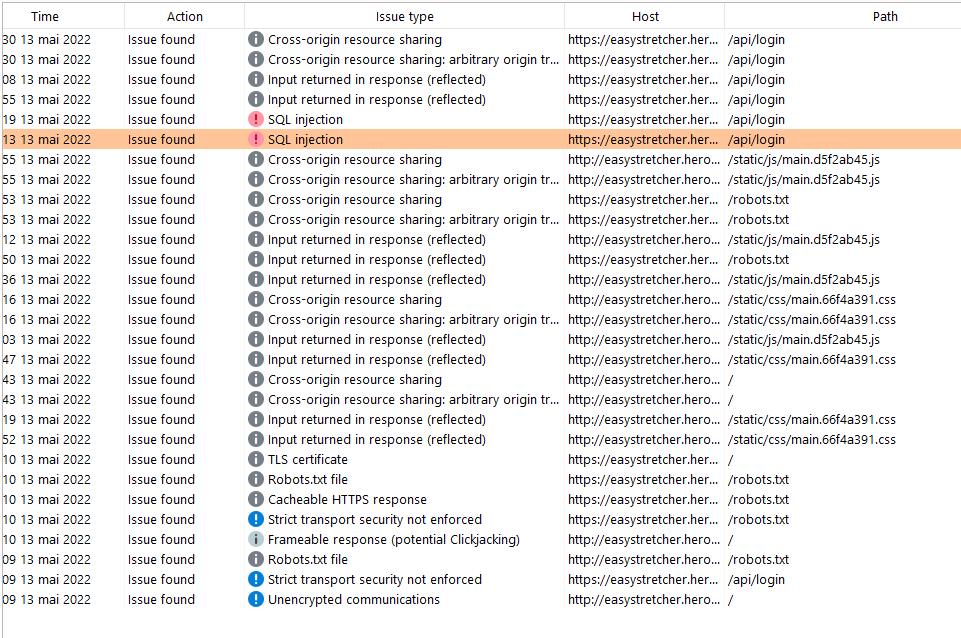 Time Action Issue type Host Path
30 13 mai 2022 Issue found Cross-origin resource sharing https://easystretcher.her... /api/login
30 13 mai 2022 Issue found Cross-origin resource sharing: arbitrary origin tr... https://easystretcher.her... /api/login
08 13 mai 2022 Issue found Input returned in response (reflected) https://easystretcher.her... /api/login
55 13 mai 2022 Issue found Input returned in response (reflected) https://easystretcher.her... /api/login
19 13 mai 2022 Issue found SQL injection https://easystretcher.her... /api/login
13 13 mai 2022 Issue found SQL injection https://easystretcher.her... /api/login
55 13 mai 2022 Issue found Cross-origin resource sharing http://easystretcher.hero... /static/js/main.d5f2ab45.js
55 13 mai 2022 Issue found Cross-origin resource sharing: arbitrary origin tr... http://easystretcher.hero... /static/js/main.d5f2ab45.js
53 13 mai 2022 Issue found Cross-origin resource sharing http://easystretcher.hero... /robots.txt
53 13 mai 2022 Issue found Cross-origin resource sharing: arbitrary origin tr... http://easystretcher.hero... /robots.txt
12 13 mai 2022 Issue found Input returned in response (reflected) http://easystretcher.hero... /static/js/main.d5f2ab45.js
50 13 mai 2022 Issue found Input returned in response (reflected) http://easystretcher.hero... /robots.txt
36 13 mai 2022 Issue found Input returned in response (reflected) http://easystretcher.hero... /static/js/main.d5f2ab45.js
16 13 mai 2022 Issue found Cross-origin resource sharing http://easystretcher.hero... /static/css/main.66f4a391.css
16 13 mai 2022 Issue found Cross-origin resource sharing: arbitrary origin tr... http://easystretcher.hero... /static/css/main.66f4a391.css
03 13 mai 2022 Issue found Input returned in response (reflected) http://easystretcher.hero... /static/js/main.d5f2ab45.js
47 13 mai 2022 Issue found Input returned in response (reflected) http://easystretcher.hero... /static/css/main.66f4a391.css
43 13 mai 2022 Issue found Cross-origin resource sharing http://easystretcher.hero... /
43 13 mai 2022 Issue found Cross-origin resource sharing: arbitrary origin tr... http://easystretcher.hero... /
19 13 mai 2022 Issue found Input returned in response (reflected) http://easystretcher.hero... /static/css/main.66f4a391.css
52 13 mai 2022 Issue found Input returned in response (reflected) http://easystretcher.hero... /static/css/main.66f4a391.css
10 13 mai 2022 Issue found TLS certificate https://easystretcher.her... /
10 13 mai 2022 Issue found Robots.txt file https://easystretcher.her... /robots.txt
10 13 mai 2022 Issue found Cacheable HTTPS response https://easystretcher.her... /robots.txt
10 13 mai 2022 Issue found Strict transport security not enforced https://easystretcher.her... /robots.txt
10 13 mai 2022 Issue found Frameable response (potential Clickjacking) http://easystretcher.hero... /
09 13 mai 2022 Issue found Robots.txt file http://easystretcher.hero... /robots.txt
09 13 mai 2022 Issue found Strict transport security not enforced https://easystretcher.her... /api/login
09 13 mai 2022 Issue found Unencrypted communications http://easystretcher.hero... /